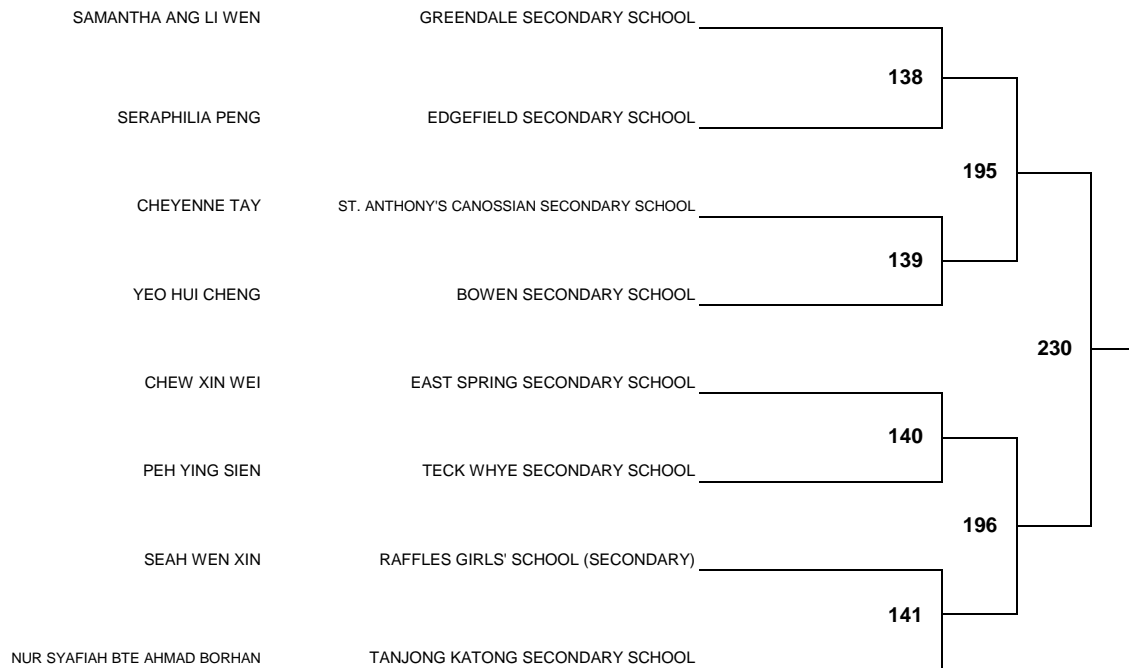 SAMANTHA ANG LI WEN GREENDALE SECONDARY SCHOOL
138
SERAPHILIA PENG EDGEFIELD SECONDARY SCHOOL
195
CHEYENNE TAY ST. ANTHONY'S CANOSSIAN SECONDARY SCHOOL
139
YEO HUI CHENG BOWEN SECONDARY SCHOOL
230
CHEW XIN WEI EAST SPRING SECONDARY SCHOOL
140
PEH YING SIEN TECK WHYE SECONDARY SCHOOL
196
SEAH WEN XIN RAFFLES GIRLS' SCHOOL (SECONDARY)
141
NUR SYAFIAH BTE AHMAD BORHAN TANJONG KATONG SECONDARY SCHOOL